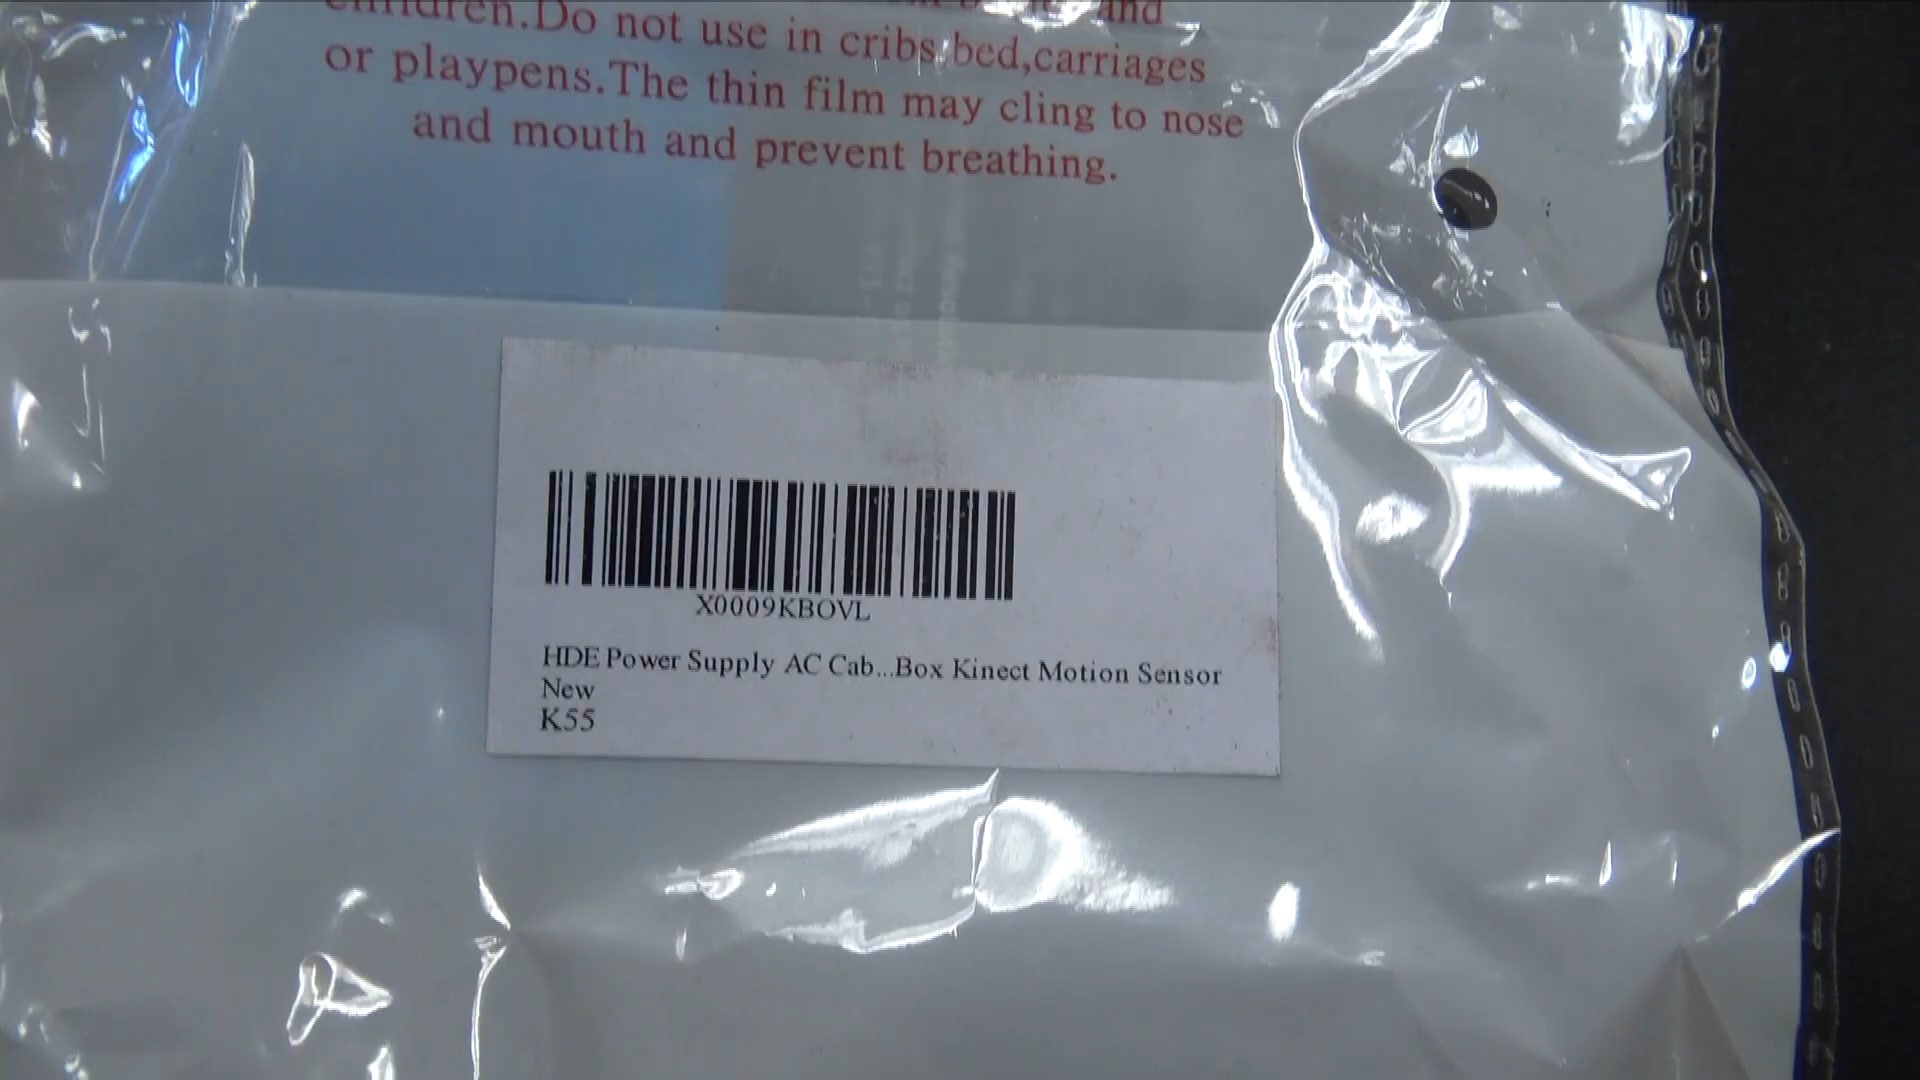 children.Do not use in cribs,bed,carriages
or playpens.The thin film may cling to nose
and mouth and prevent breathing.
X0009KBOVL
HDE Power Supply AC Cab...Box Kinect Motion Sensor
New
K55